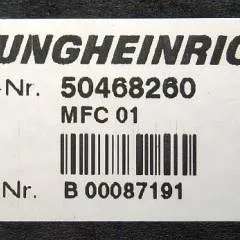 UNGHEINRIC
-Nr. 50468260
MFC 01
Nr. B 00087191